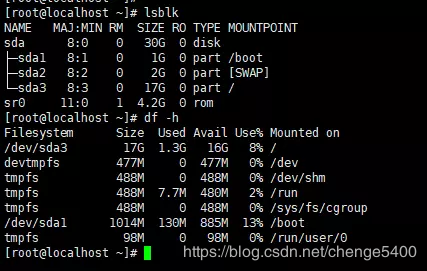 [root@localhost ~]# lsblk
NAME   MAJ:MIN RM  SIZE RO TYPE MOUNTPOINT
sda      8:0    0   30G  0 disk
├─sda1   8:1    0    1G  0 part /boot
├─sda2   8:2    0    2G  0 part [SWAP]
└─sda3   8:3    0   17G  0 part /
sr0     11:0    1  4.2G  0 rom
[root@localhost ~]# df -h
Filesystem      Size  Used Avail Use% Mounted on
/dev/sda3        17G  1.3G   16G   8% /
devtmpfs        477M     0  477M   0% /dev
tmpfs           488M     0  488M   0% /dev/shm
tmpfs           488M  7.7M  480M   2% /run
tmpfs           488M     0  488M   0% /sys/fs/cgroup
/dev/sda1      1014M  130M  885M  13% /boot
tmpfs            98M     0   98M   0% /run/user/0
[root@localhost ~]#
https://blog.csdn.net/chenge5400